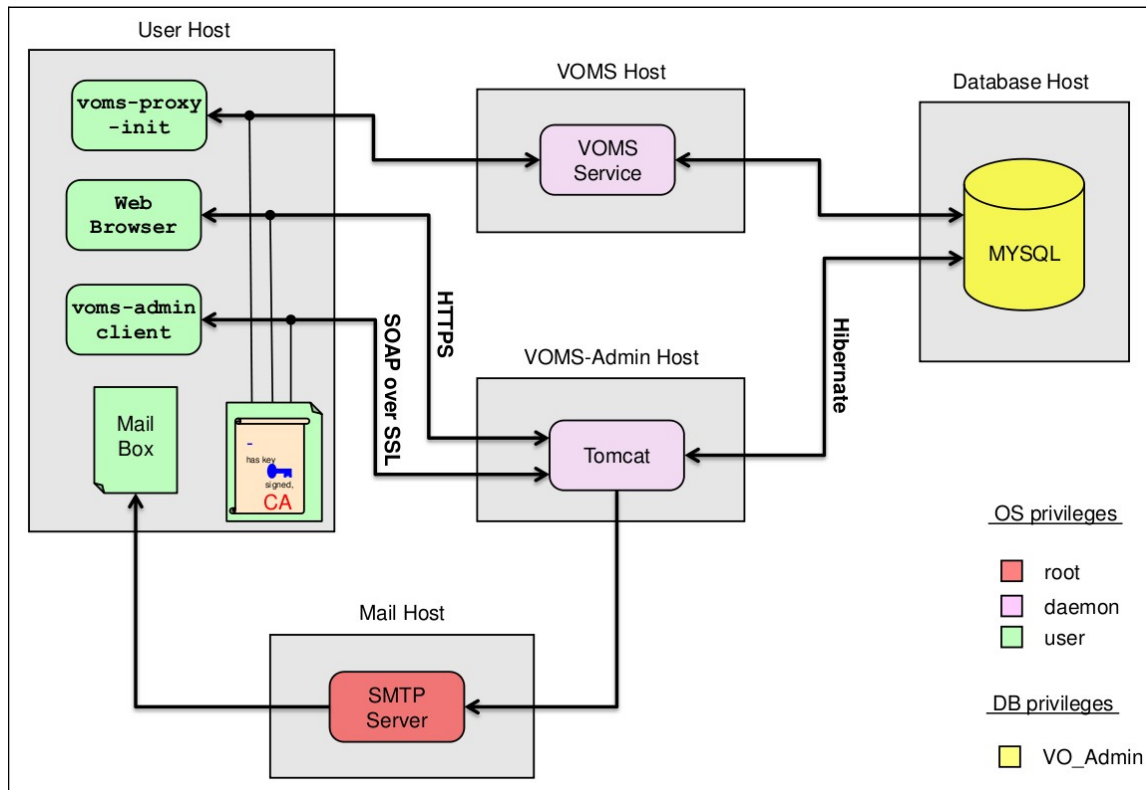 User Host
voms-proxy
-init
Web
Browser
voms-admin
client
Mail
Box
-
has key
signed,
CA
SOAP over SSL
HTTPS
VOMS Host
VOMS
Service
VOMS-Admin Host
Tomcat
Mail Host
SMTP
Server
Database Host
MYSQL
Hibernate
OS privileges
root
daemon
user
DB privileges
VO_Admin